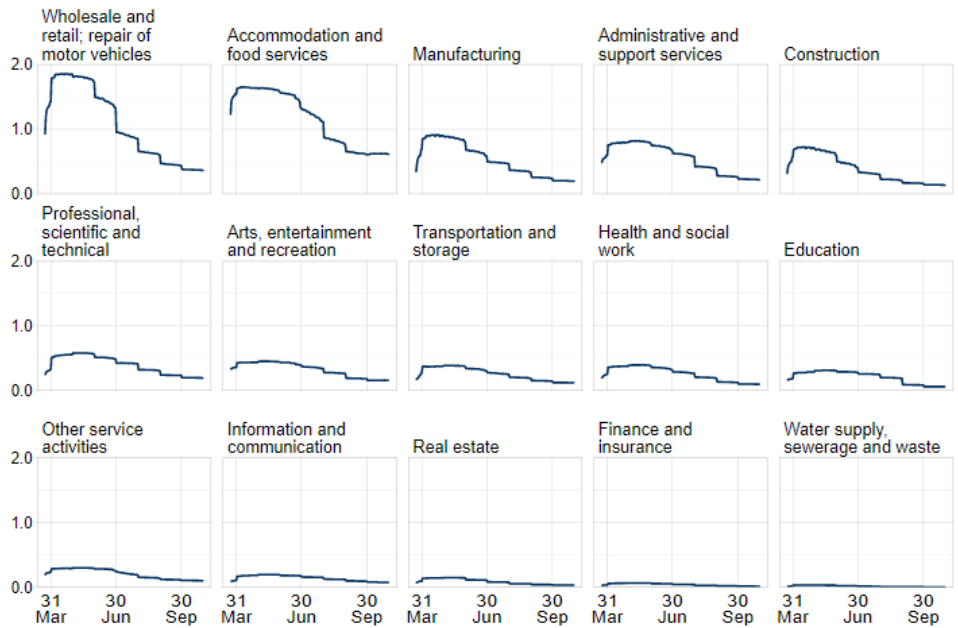 Wholesale and
retail; repair of
motor vehicles
Accommodation and
food services
Manufacturing
Administrative and
support services
Construction
2.0
1.0
0.0
Professional,
scientific and
technical
Arts, entertainment
and recreation
Transportation and
storage
Health and social
work
Education
2.0
1.0
0.0
Other service
activities
Information and
communication
Real estate
Finance and
insurance
Water supply,
sewerage and waste
2.0
1.0
0.0
31 30 30
Mar Jun Sep
31 30 30
Mar Jun Sep
31 30 30
Mar Jun Sep
31 30 30
Mar Jun Sep
31 30 30
Mar Jun Sep